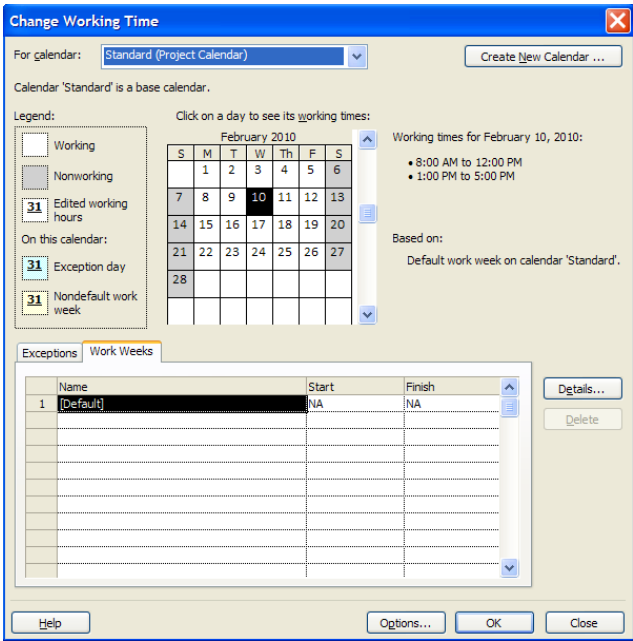 Change Working Time
For calendar: Standard (Project Calendar) Create New Calendar ...
Calendar 'Standard' is a base calendar.
Legend:
Working
Nonworking
31 Edited working
hours
On this calendar:
31 Exception day
31 Nondefault work
week
Click on a day to see its working times:
February 2010
S M T W Th F S
1 2 3 4 5 6
7 8 9 10 11 12 13
14 15 16 17 18 19 20
21 22 23 24 25 26 27
28
Working times for February 10, 2010:
• 8:00 AM to 12:00 PM
• 1:00 PM to 5:00 PM
Based on:
Default work week on calendar 'Standard'.
Exceptions Work Weeks
Name Start Finish
1 [Default] NA NA
Details...
Delete
Help Options... OK Close